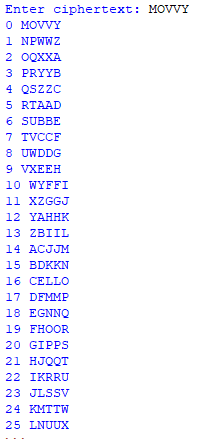 Enter ciphertext: MOVVY
0 MOVVY
1 NPWWZ
2 OQXXA
3 PRYYB
4 QSZZC
5 RTAAD
6 SUBBE
7 TVCCF
8 UWDDG
9 VXEEH
10 WYFFI
11 XZGGJ
12 YAHHK
13 ZBIIL
14 ACJJM
15 BDKKN
16 CELLO
17 DFMMP
18 EGNNQ
19 FHOOR
20 GIPPS
21 HJQQT
22 IKRRU
23 JLSSV
24 KMTTW
25 LNUUX
...